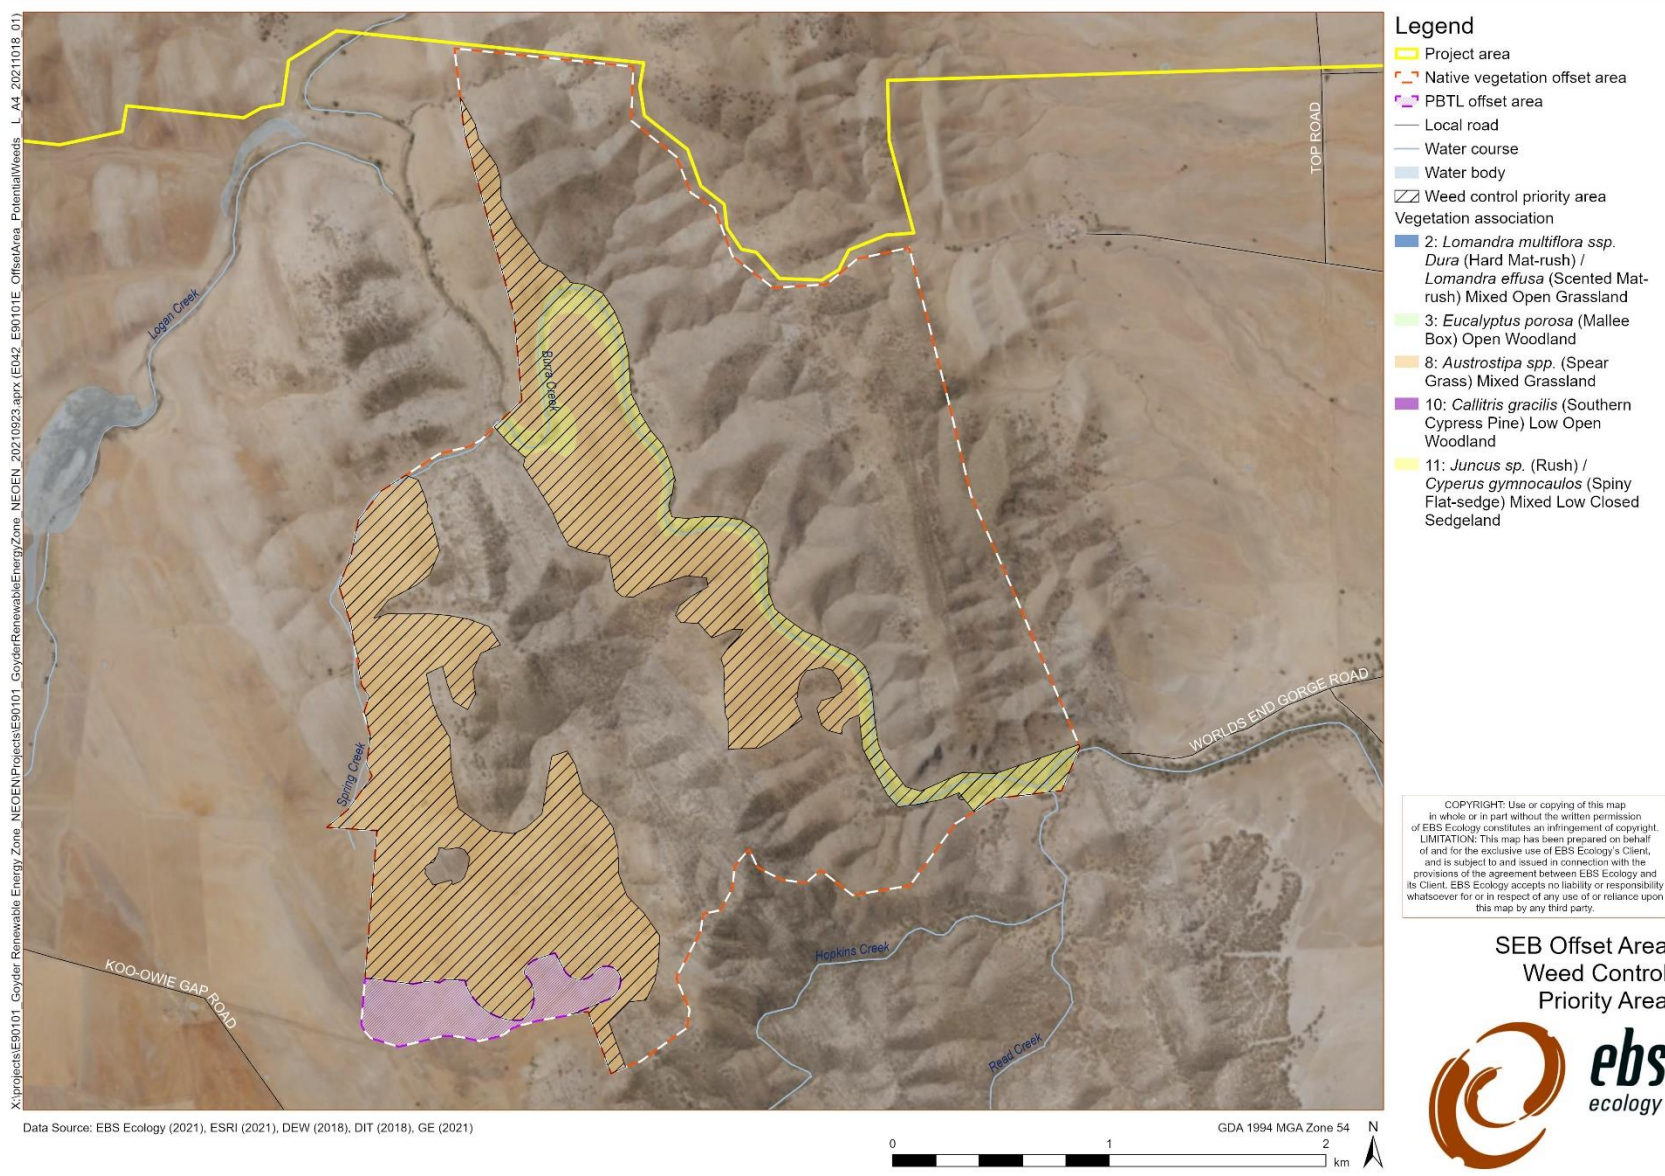 X:\projects\E90101_Goyder Renewable Energy Zone_NEOEN\Projects\E90101_GoyderRenewableEnergyZone_NEOEN_20210923.aprx (E042_E90101E_OffsetArea_PotentialWeeds_L_A4_20211018_01)
Legend
Project area
Native vegetation offset area
PBTL offset area
Local road
Water course
Water body
Weed control priority area
Vegetation association
2: Lomandra multiflora ssp.
Dura (Hard Mat-rush) /
Lomandra effusa (Scented Mat-
rush) Mixed Open Grassland
3: Eucalyptus porosa (Mallee
Box) Open Woodland
8: Austrostipa spp. (Spear
Grass) Mixed Grassland
10: Callitris gracilis (Southern
Cypress Pine) Low Open
Woodland
11: Juncus sp. (Rush) /
Cyperus gymnocaulos (Spiny
Flat-sedge) Mixed Low Closed
Sedgeland
TOP ROAD
Logan Creek
Burra Creek
WORLDS END GORGE ROAD
Spring Creek
Hopkins Creek
KOO-OWIE GAP ROAD
Read Creek
COPYRIGHT: Use or copying of this map
in whole or in part without the written permission
of EBS Ecology constitutes an infringement of copyright.
LIMITATION: This map has been prepared on behalf
of and for the exclusive use of EBS Ecology's Client,
and is subject to and issued in connection with the
provisions of the agreement between EBS Ecology and
its Client. EBS Ecology accepts no liability or responsibility
whatsoever for or in respect of any use of or reliance upon
this map by any third party.
SEB Offset Area
Weed Control
Priority Area
ebs
ecology
Data Source: EBS Ecology (2021), ESRI (2021), DEW (2018), DIT (2018), GE (2021)
GDA 1994 MGA Zone 54
N
0 1 2
km